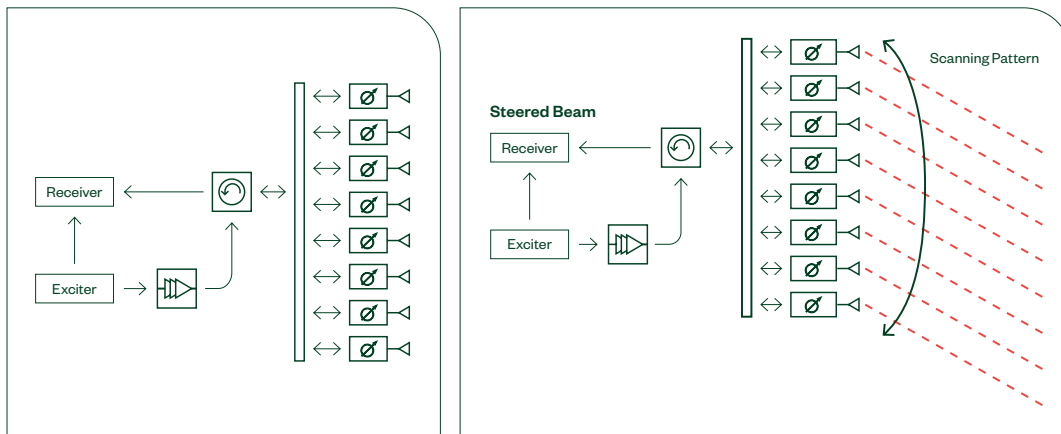 Receiver
Exciter
Scanning Pattern
Steered Beam
Receiver
Exciter